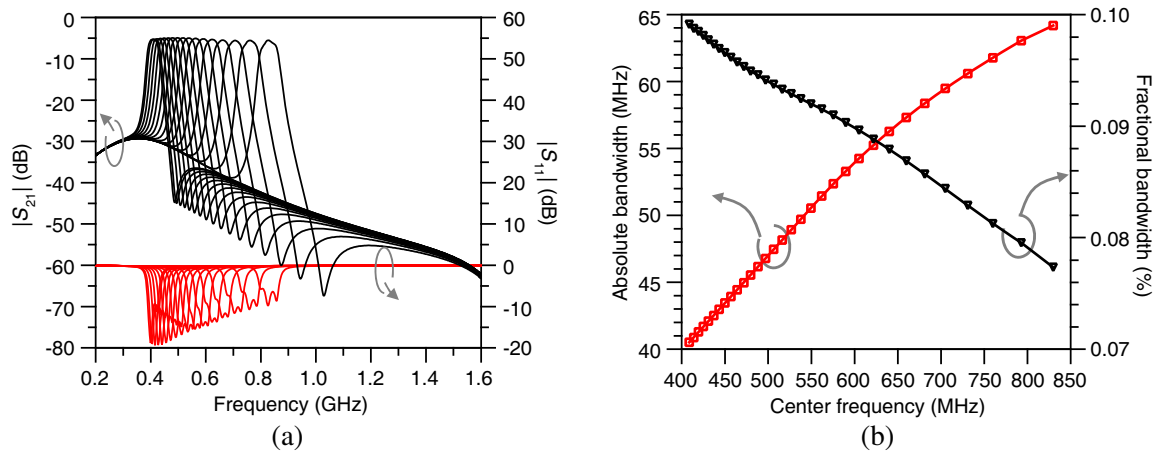 0
-10
-20
-30
-40
-50
-60
-70
-80
|S21| (dB)
60
50
40
30
20
10
0
-10
-20
|S11| (dB)
0.2 0.4 0.6 0.8 1.0 1.2 1.4 1.6
Frequency (GHz)
(a)
65
60
55
50
45
40
Absolute bandwidth (MHz)
0.10
0.09
0.08
0.07
Fractional bandwidth (%)
400 450 500 550 600 650 700 750 800 850
Center frequency (MHz)
(b)